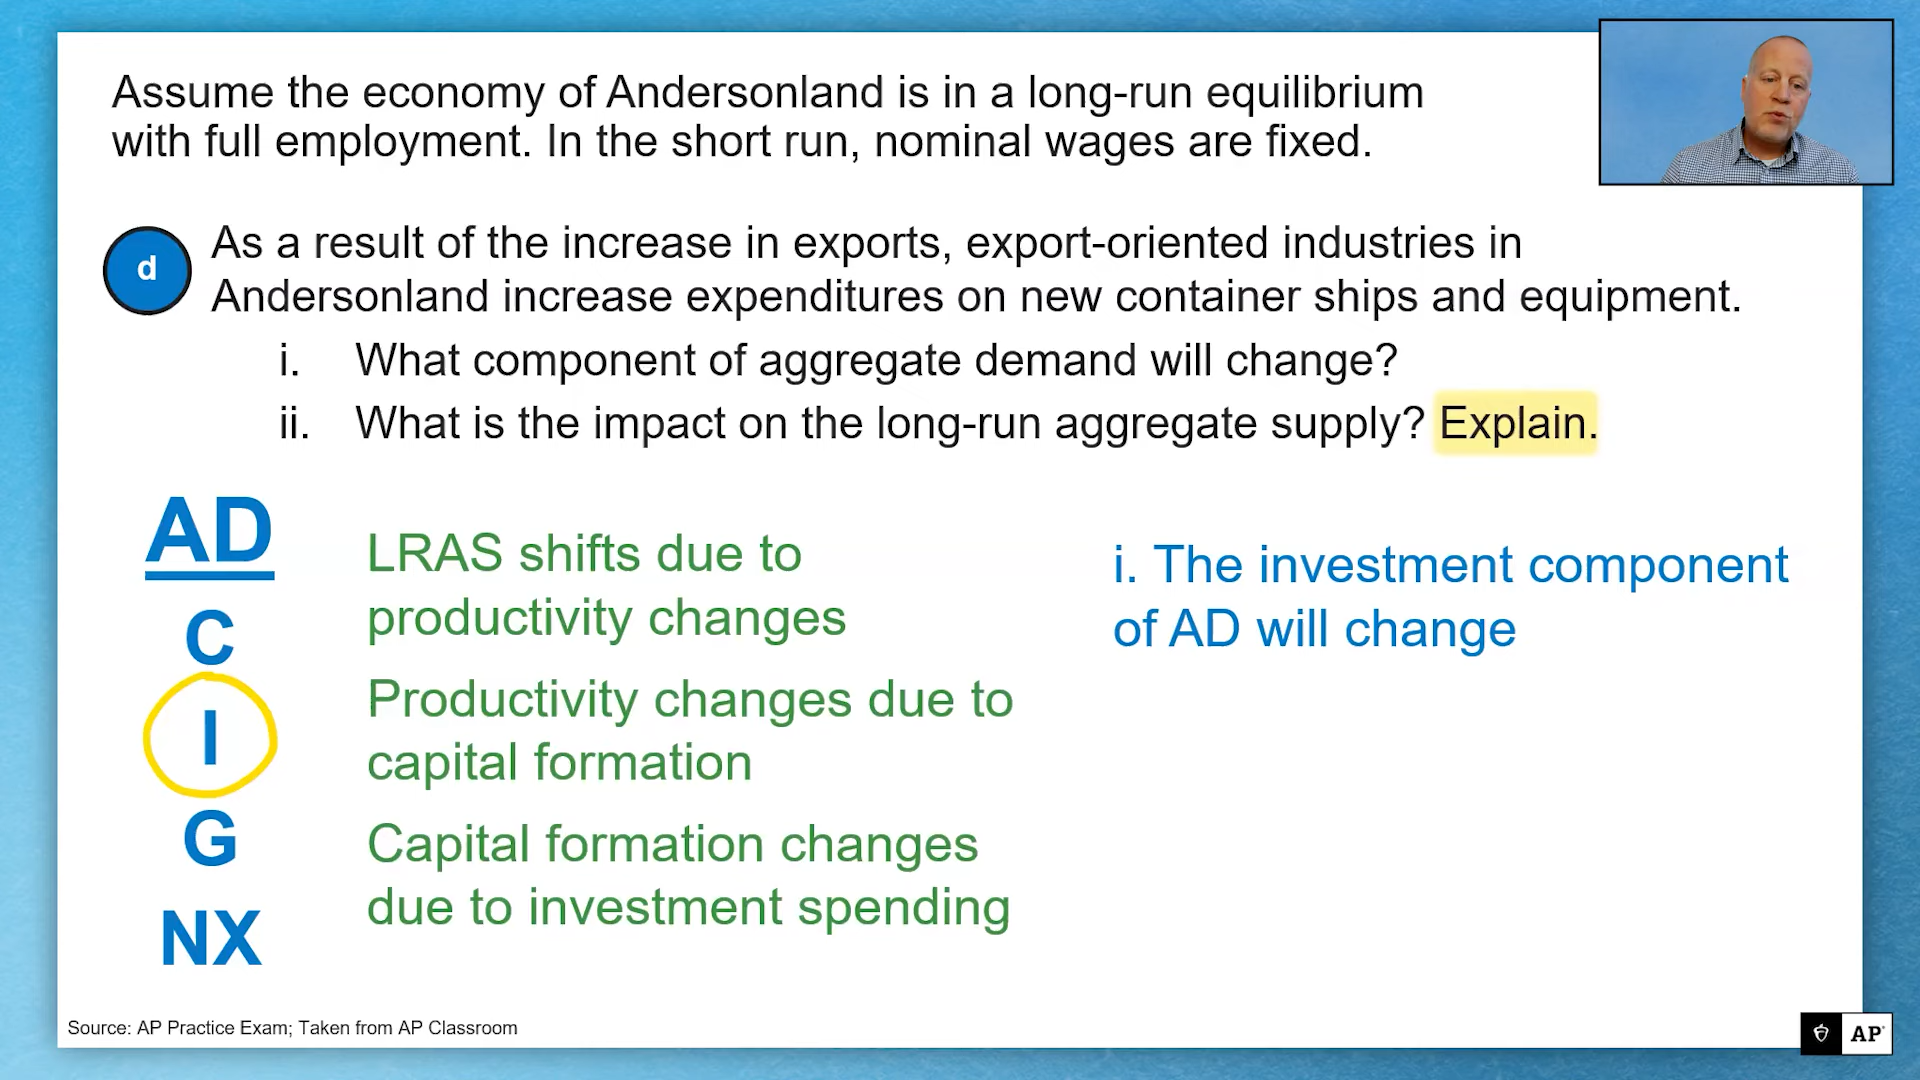 Assume the economy of Andersonland is in a long-run equilibrium
with full employment. In the short run, nominal wages are fixed.
d
As a result of the increase in exports, export-oriented industries in
Andersonland increase expenditures on new container ships and equipment.
i. What component of aggregate demand will change?
ii. What is the impact on the long-run aggregate supply? Explain.
AD
C
I
G
NX
LRAS shifts due to
productivity changes
Productivity changes due to
capital formation
Capital formation changes
due to investment spending
i. The investment component
of AD will change
Source: AP Practice Exam; Taken from AP Classroom
AP